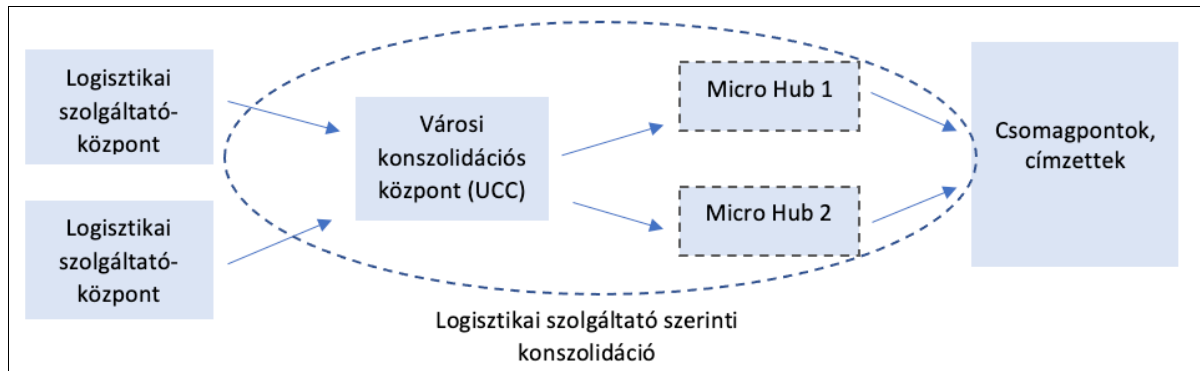 Logisztikai
szolgáltató-
központ
Logisztikai
szolgáltató-
központ
Városi
konszolidációs
központ (UCC)
Micro Hub 1
Micro Hub 2
Csomagpontok,
címzettek
Logisztikai szolgáltató szerinti
konszolidáció